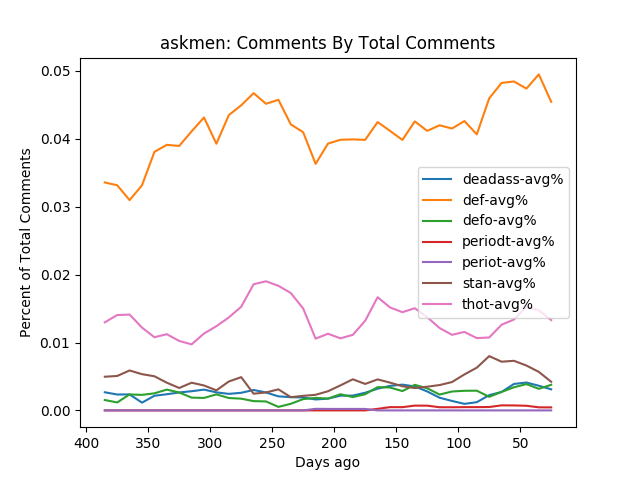 askmen: Comments By Total Comments
0.05
0.04
0.03
0.02
0.01
0.00
Percent of Total Comments
deadass-avg%
def-avg%
defo-avg%
periodt-avg%
periot-avg%
stan-avg%
thot-avg%
400 350 300 250 200 150 100 50
Days ago